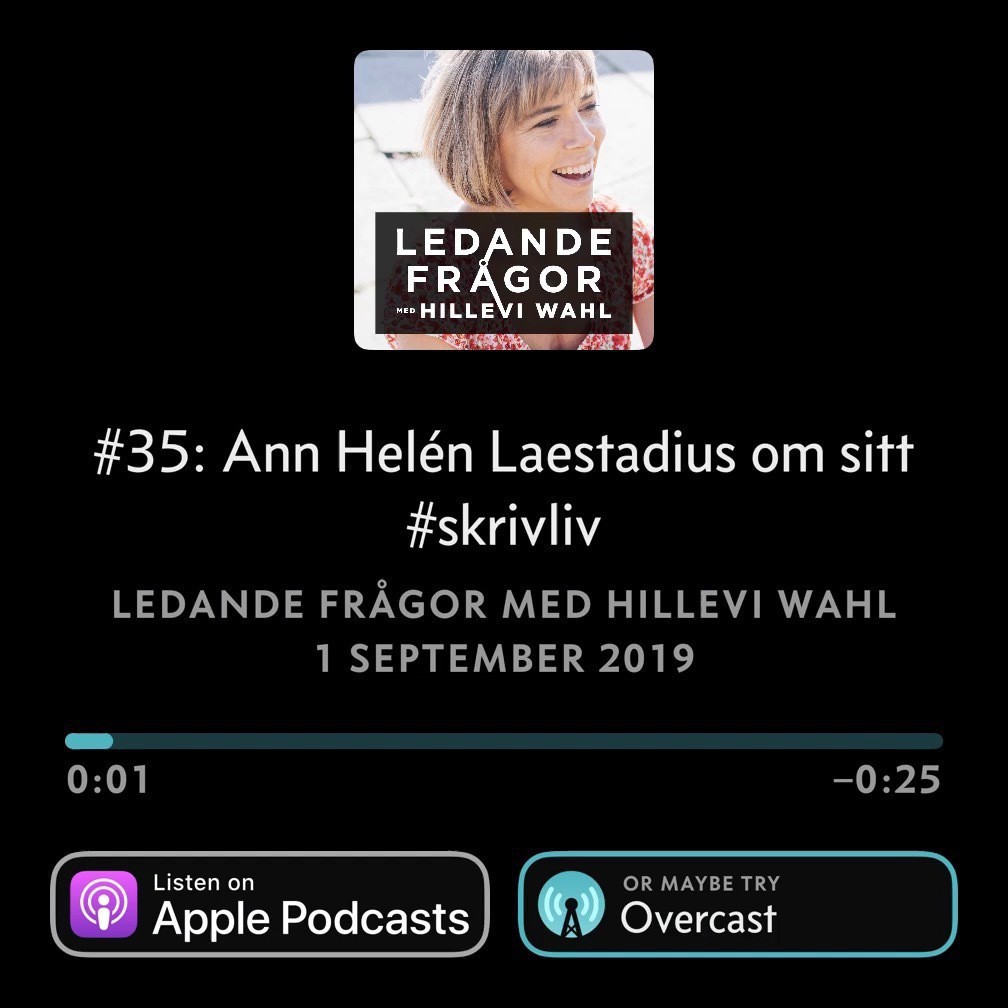 LEDANDE
FRÅGOR
MED HILLEVI WAHL
#35: Ann Helén Laestadius om sitt
#skrivliv
LEDANDE FRÅGOR MED HILLEVI WAHL
1 SEPTEMBER 2019
0:01
–0:25
Listen on
Apple Podcasts
OR MAYBE TRY
Overcast